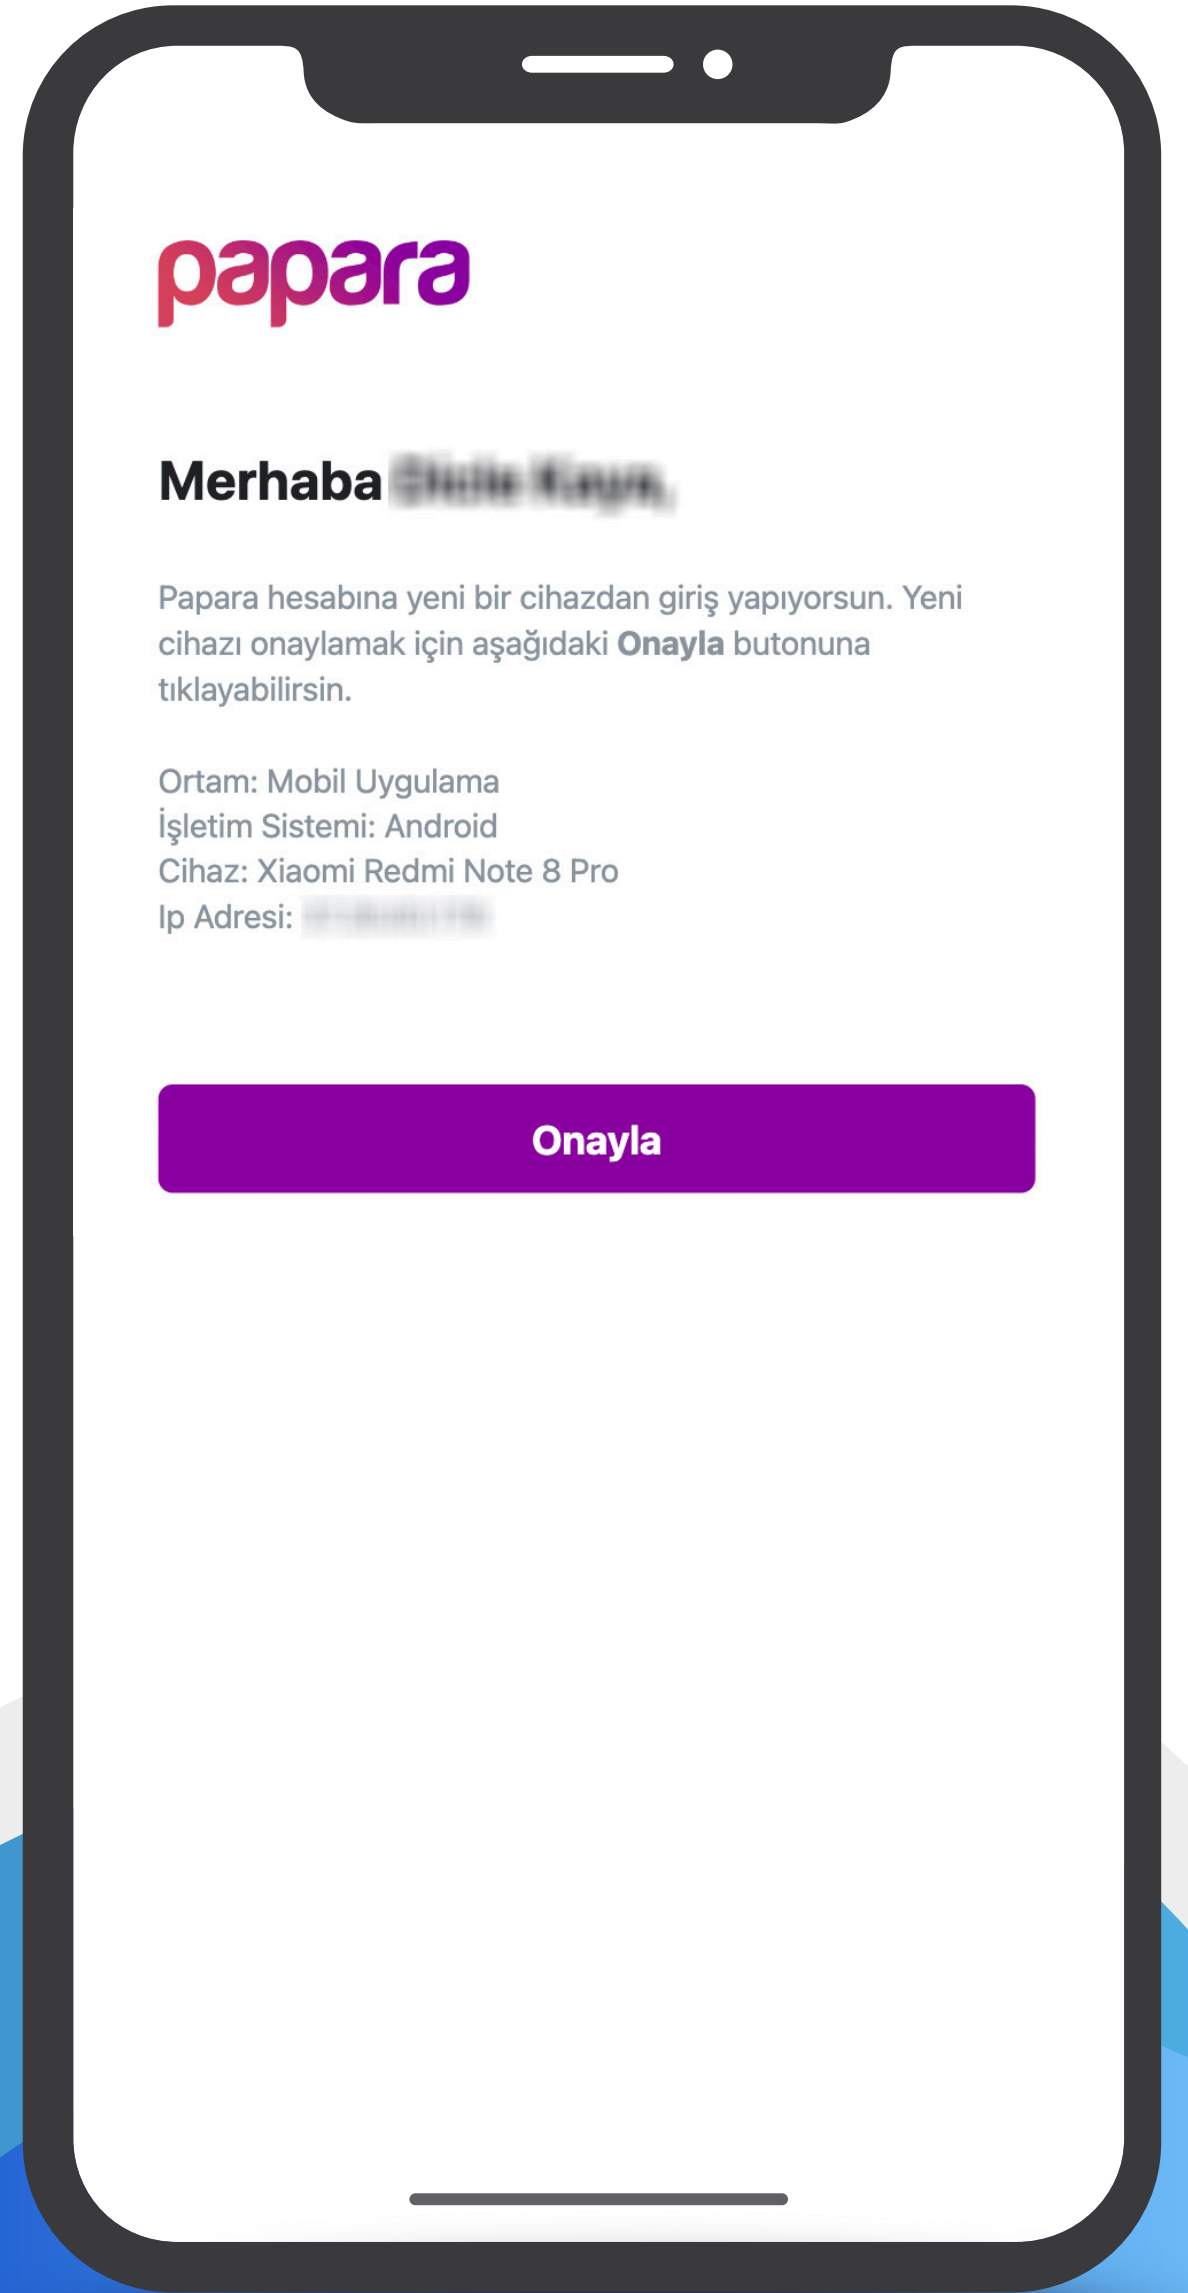 papara
Merhaba
Papara hesabına yeni bir cihazdan giriş yapıyorsun. Yeni
cihazı onaylamak için aşağıdaki Onayla butonuna
tıklayabilirsin.
Ortam: Mobil Uygulama
İşletim Sistemi: Android
Cihaz: Xiaomi Redmi Note 8 Pro
Ip Adresi:
Onayla